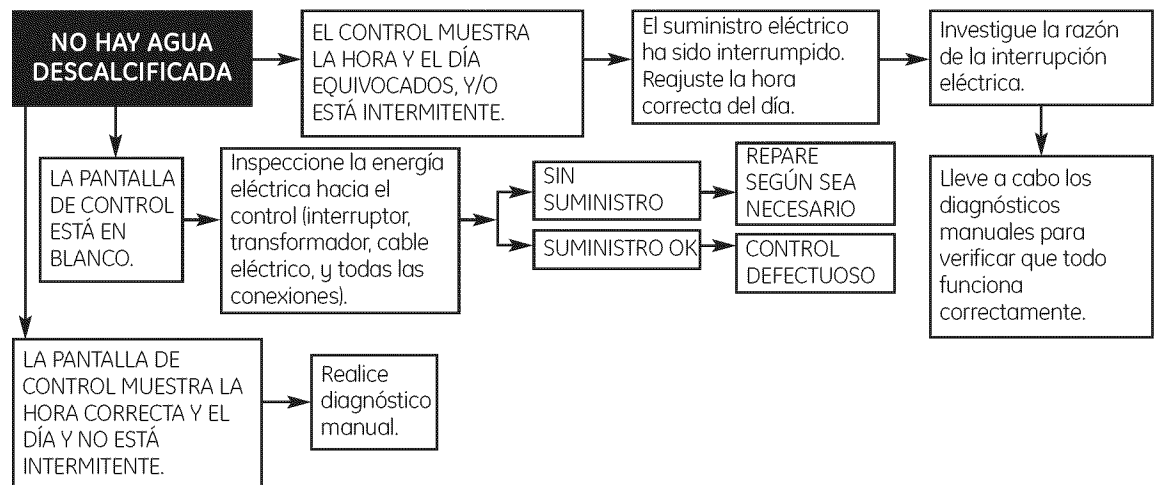 NO HAY AGUA
DESCALCIFICADA
EL CONTROL MUESTRA
LA HORA Y EL DÍA
EQUIVOCADOS, Y/O
ESTÁ INTERMITENTE.
El suministro eléctrico
ha sido interrumpido.
Reajuste la hora
correcta del día.
Investigue la razón
de la interrupción
eléctrica.
Lleve a cabo los
diagnósticos
manuales para
verificar que todo
funciona
correctamente.
LA PANTALLA
DE CONTROL
ESTÁ EN
BLANCO.
Inspeccione la energía
eléctrica hacia el
control (interruptor,
transformador, cable
eléctrico, y todas las
conexiones).
SIN
SUMINISTRO
REPARE
SEGÚN SEA
NECESARIO
SUMINISTRO OK
CONTROL
DEFECTUOSO
LA PANTALLA DE
CONTROL MUESTRA LA
HORA CORRECTA Y EL
DÍA Y NO ESTÁ
INTERMITENTE.
Realice
diagnóstico
manual.